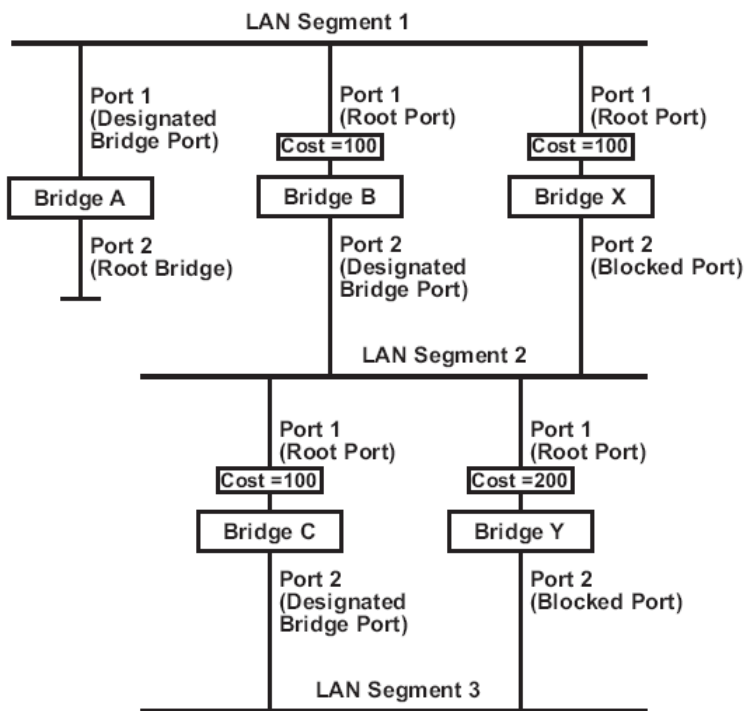 LAN Segment 1
Port 1
(Designated
Bridge Port)
Port 1
(Root Port)
Cost =100
Port 1
(Root Port)
Cost =100
Bridge A
Bridge B
Bridge X
Port 2
(Root Bridge)
Port 2
(Designated
Bridge Port)
Port 2
(Blocked Port)
LAN Segment 2
Port 1
(Root Port)
Cost =100
Port 1
(Root Port)
Cost =200
Bridge C
Bridge Y
Port 2
(Designated
Bridge Port)
Port 2
(Blocked Port)
LAN Segment 3